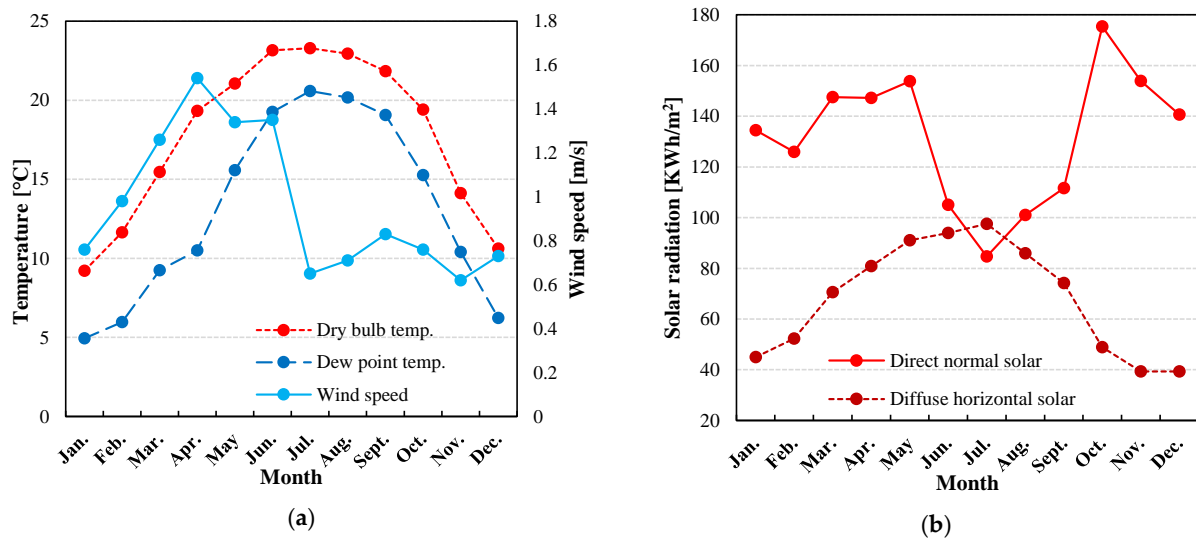 25
20
15
10
5
0
Temperature [°C]
1.8
1.6
1.4
1.2
1
0.8
0.6
0.4
0.2
0
Wind speed [m/s]
Dry bulb temp.
Dew point temp.
Wind speed
Jan.
Feb.
Mar.
Apr.
May
Jun.
Jul.
Aug.
Sept.
Oct.
Nov.
Dec.
Month
(a)
180
160
140
120
100
80
60
40
20
Solar radiation [KWh/m²]
Direct normal solar
Diffuse horizontal solar
Jan.
Feb.
Mar.
Apr.
May
Jun.
Jul.
Aug.
Sept.
Oct.
Nov.
Dec.
Month
(b)